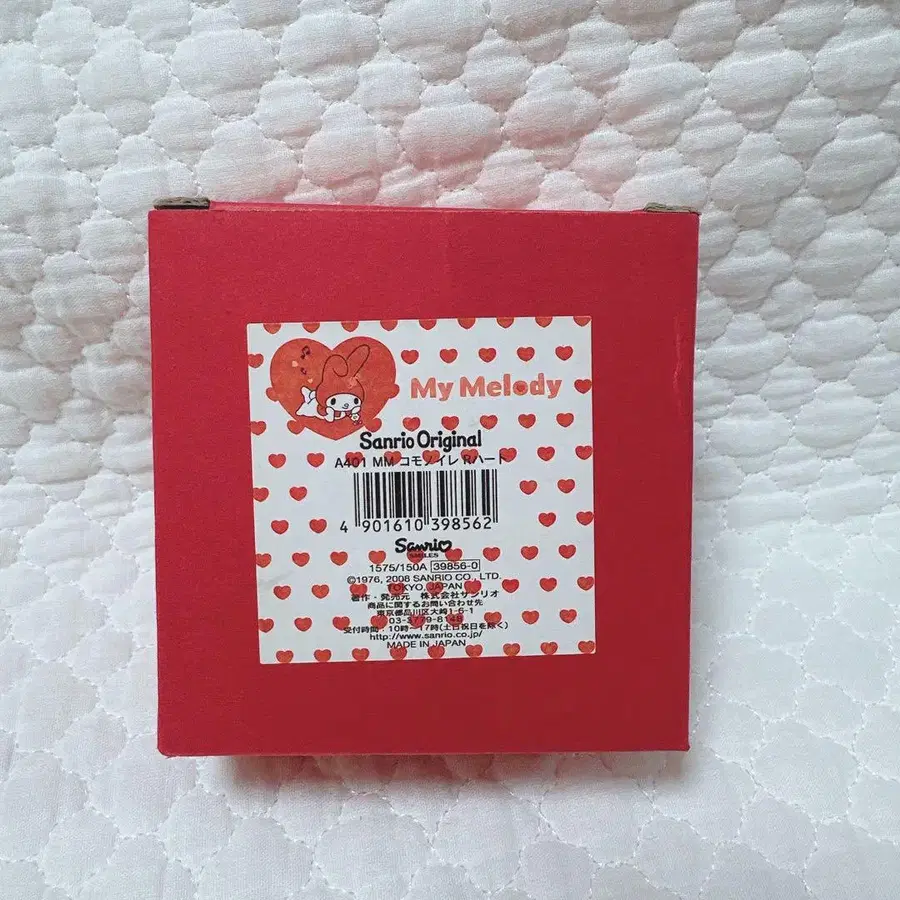 My Melody
Sanrio Original
A401 MM コモノイレ Rハート
4 901610 398562
Sanrio
SMILES
1575/150A 39856-0
©1976, 2008 SANRIO CO., LTD.
TOKYO, JAPAN
著作・発売元 株式会社サンリオ
商品に関するお問い合わせ先
東京都品川区大崎1-6-1
03-3779-8148
受付時間:10時~17時(土日祝日を除く)
http://www.sanrio.co.jp/
MADE IN JAPAN